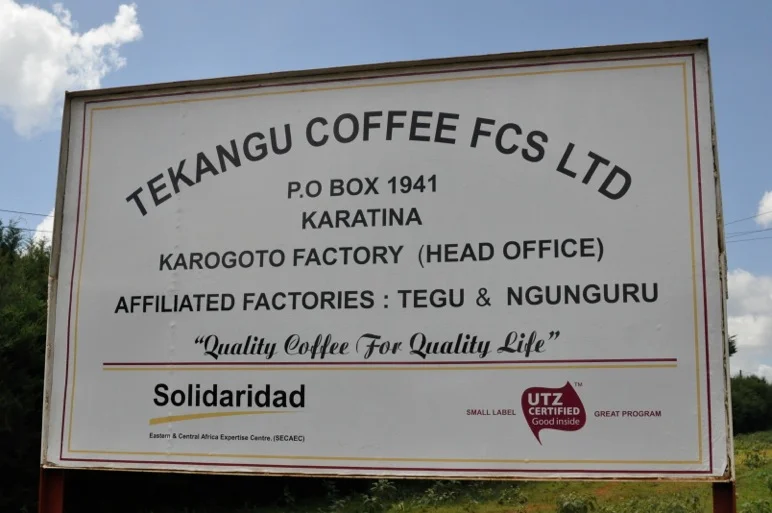 TEKANGU COFFEE FCS LTD
P.O BOX 1941
KARATINA
KAROGOTO FACTORY (HEAD OFFICE)
AFFILIATED FACTORIES : TEGU & NGUNGURU
"Quality Coffee For Quality Life"
Solidaridad
Eastern & Central Africa Expertise Centre. (SECAEC)
SMALL LABEL
UTZ
CERTIFIED
Good inside
TM
GREAT PROGRAM